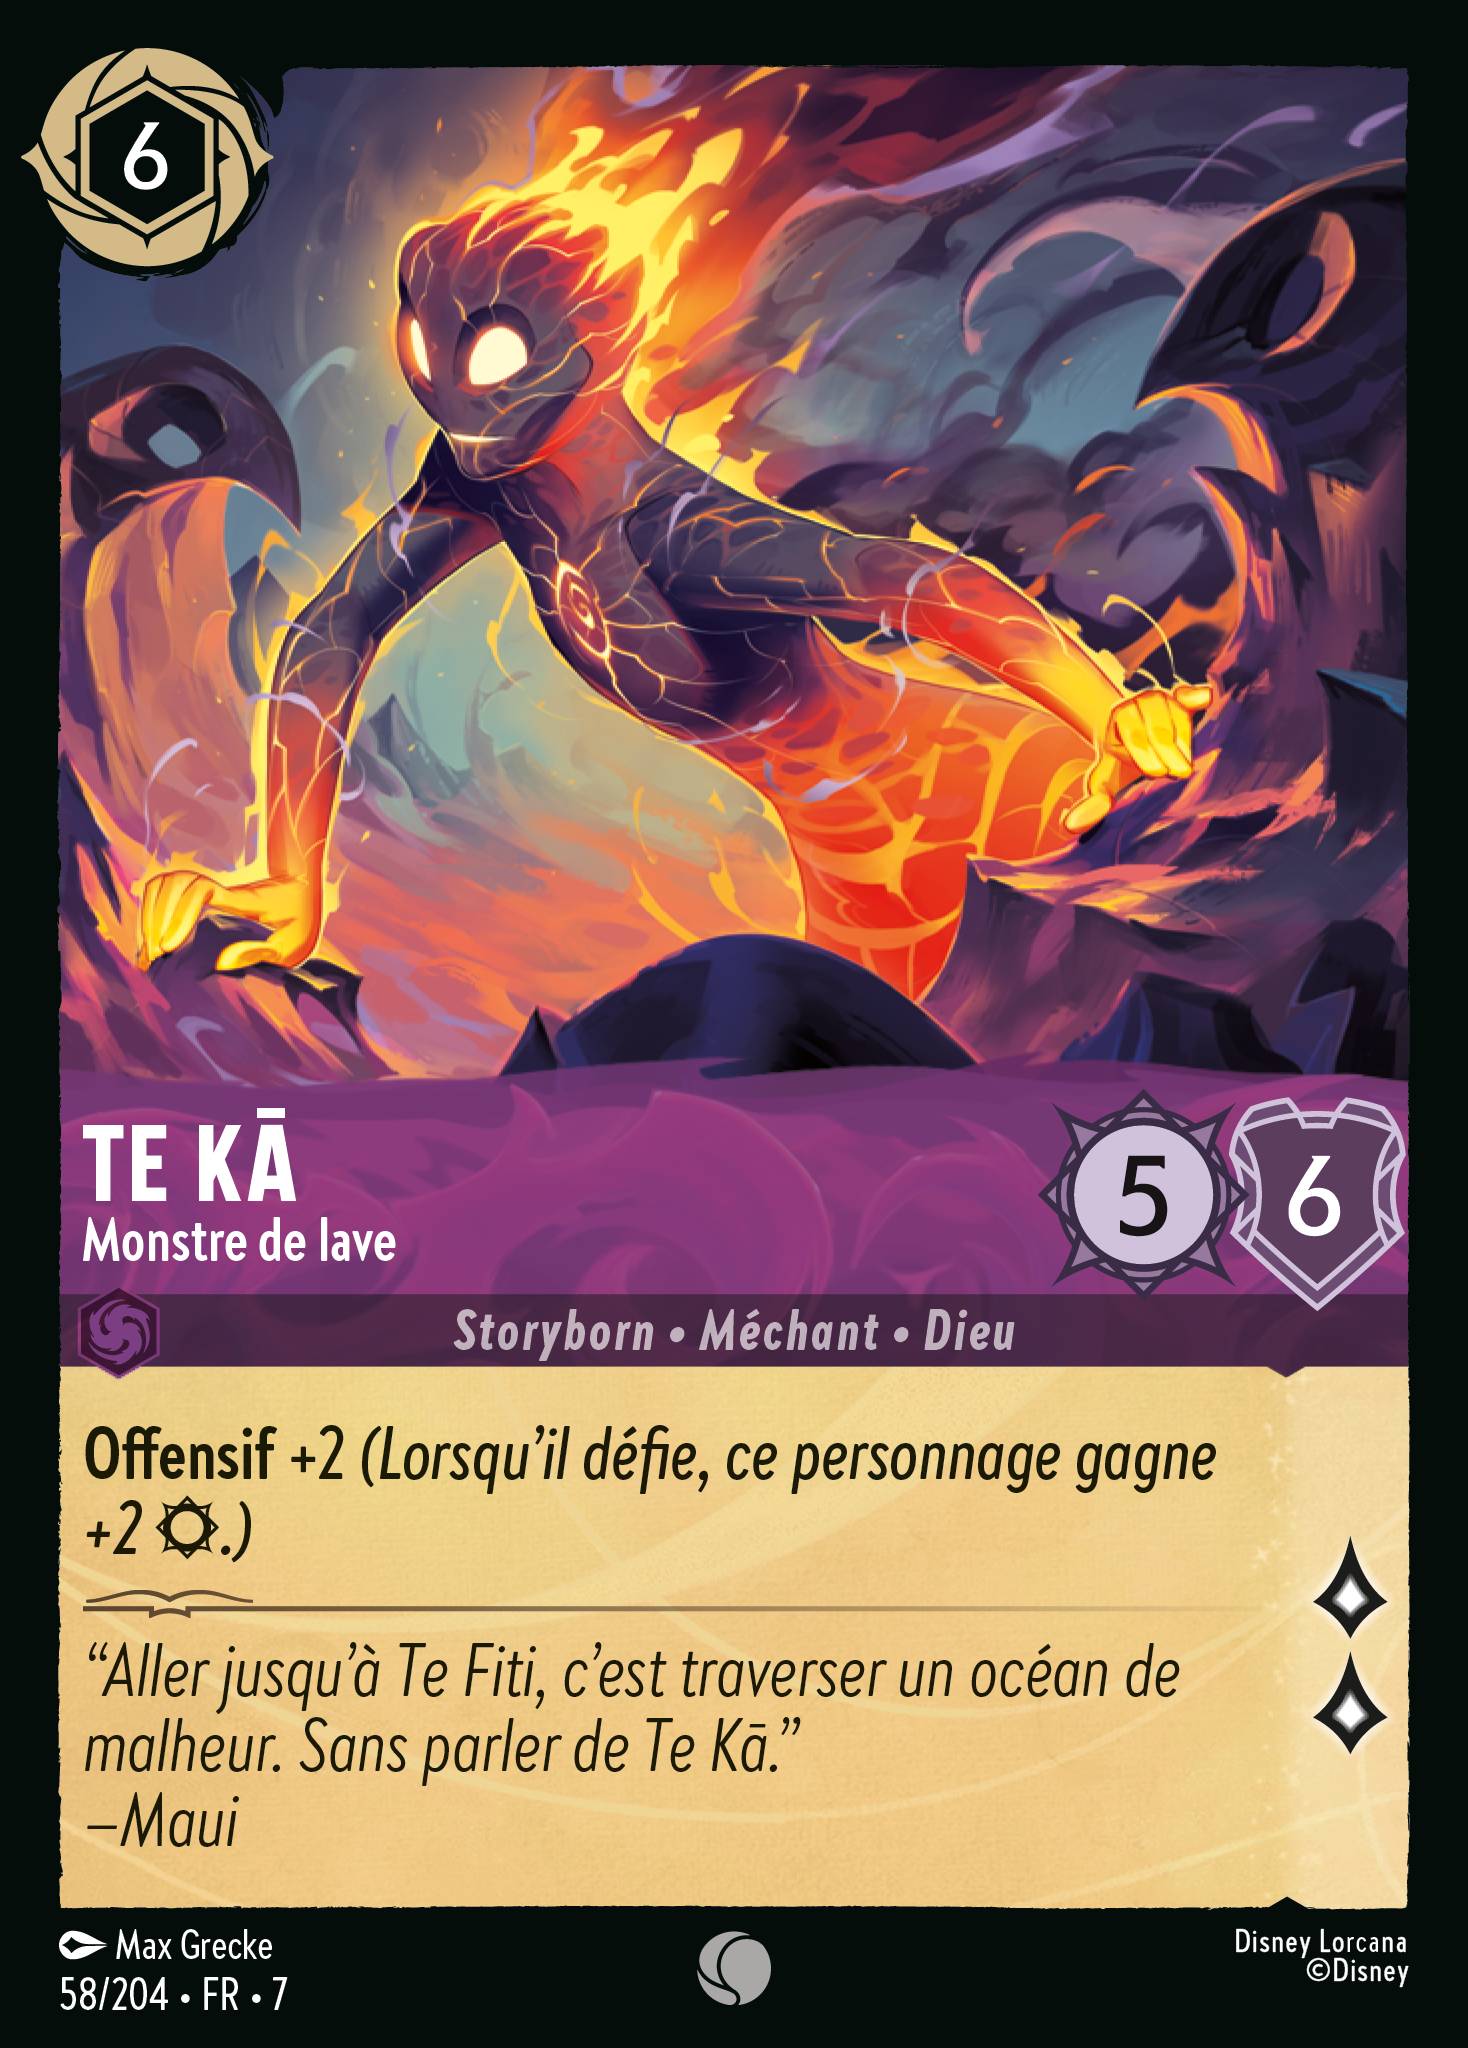 6
TE KĀ
Monstre de lave
5
6
Storyborn • Méchant • Dieu
Offensif +2 (Lorsqu’il défie, ce personnage gagne
+2 .)
“Aller jusqu’à Te Fiti, c’est traverser un océan de
malheur. Sans parler de Te Kā.”
–Maui
Max Grecke
58/204 • FR • 7
Disney Lorcana
©Disney